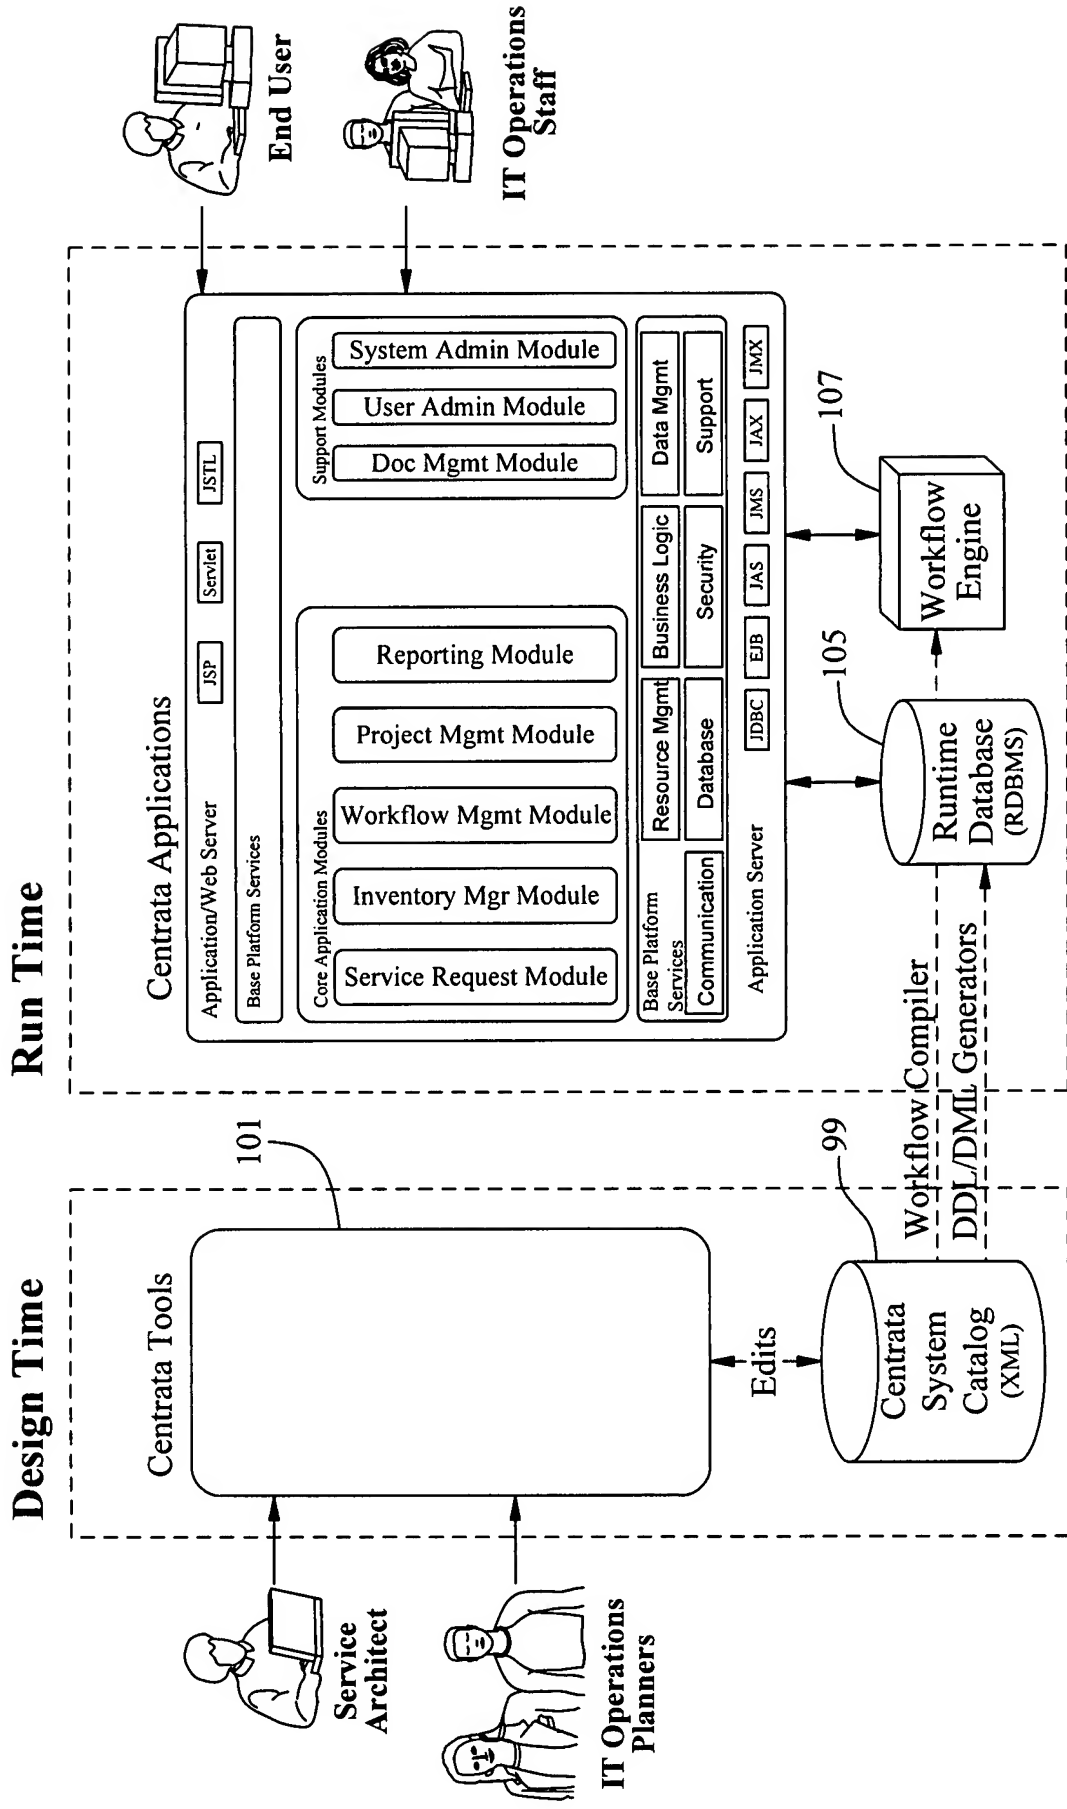 Design Time
Run Time
Service
Architect
IT Operations
Planners
Centrata Tools
101
Edits
Centrata
System
Catalog
(XML)
99
Workflow Compiler
DDL/DML Generators
Centrata Applications
Application/Web Server
JSP
Servlet
JSTL
Base Platform Services
Core Application Modules
Service Request Module
Inventory Mgr Module
Workflow Mgmt Module
Project Mgmt Module
Reporting Module
Support Modules
Doc Mgmt Module
User Admin Module
System Admin Module
Base Platform
Services
Resource Mgmt
Business Logic
Data Mgmt
Communication
Database
Security
Support
Application Server
JDBC
EJB
JAS
JMS
JAX
JMX
105
Runtime
Database
(RDBMS)
107
Workflow
Engine
End User
IT Operations
Staff